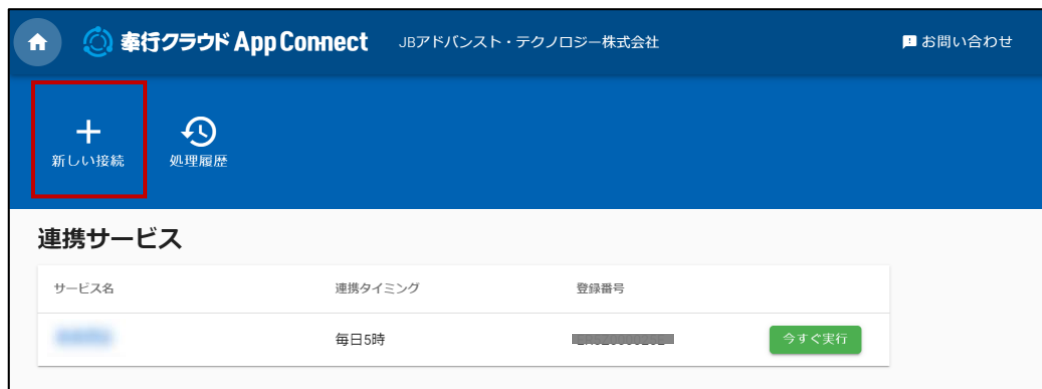 奉行クラウド App Connect JBアドバンスト・テクノロジー株式会社 お問い合わせ
新しい接続 処理履歴
連携サービス
サービス名 連携タイミング 登録番号
毎日5時 今すぐ実行